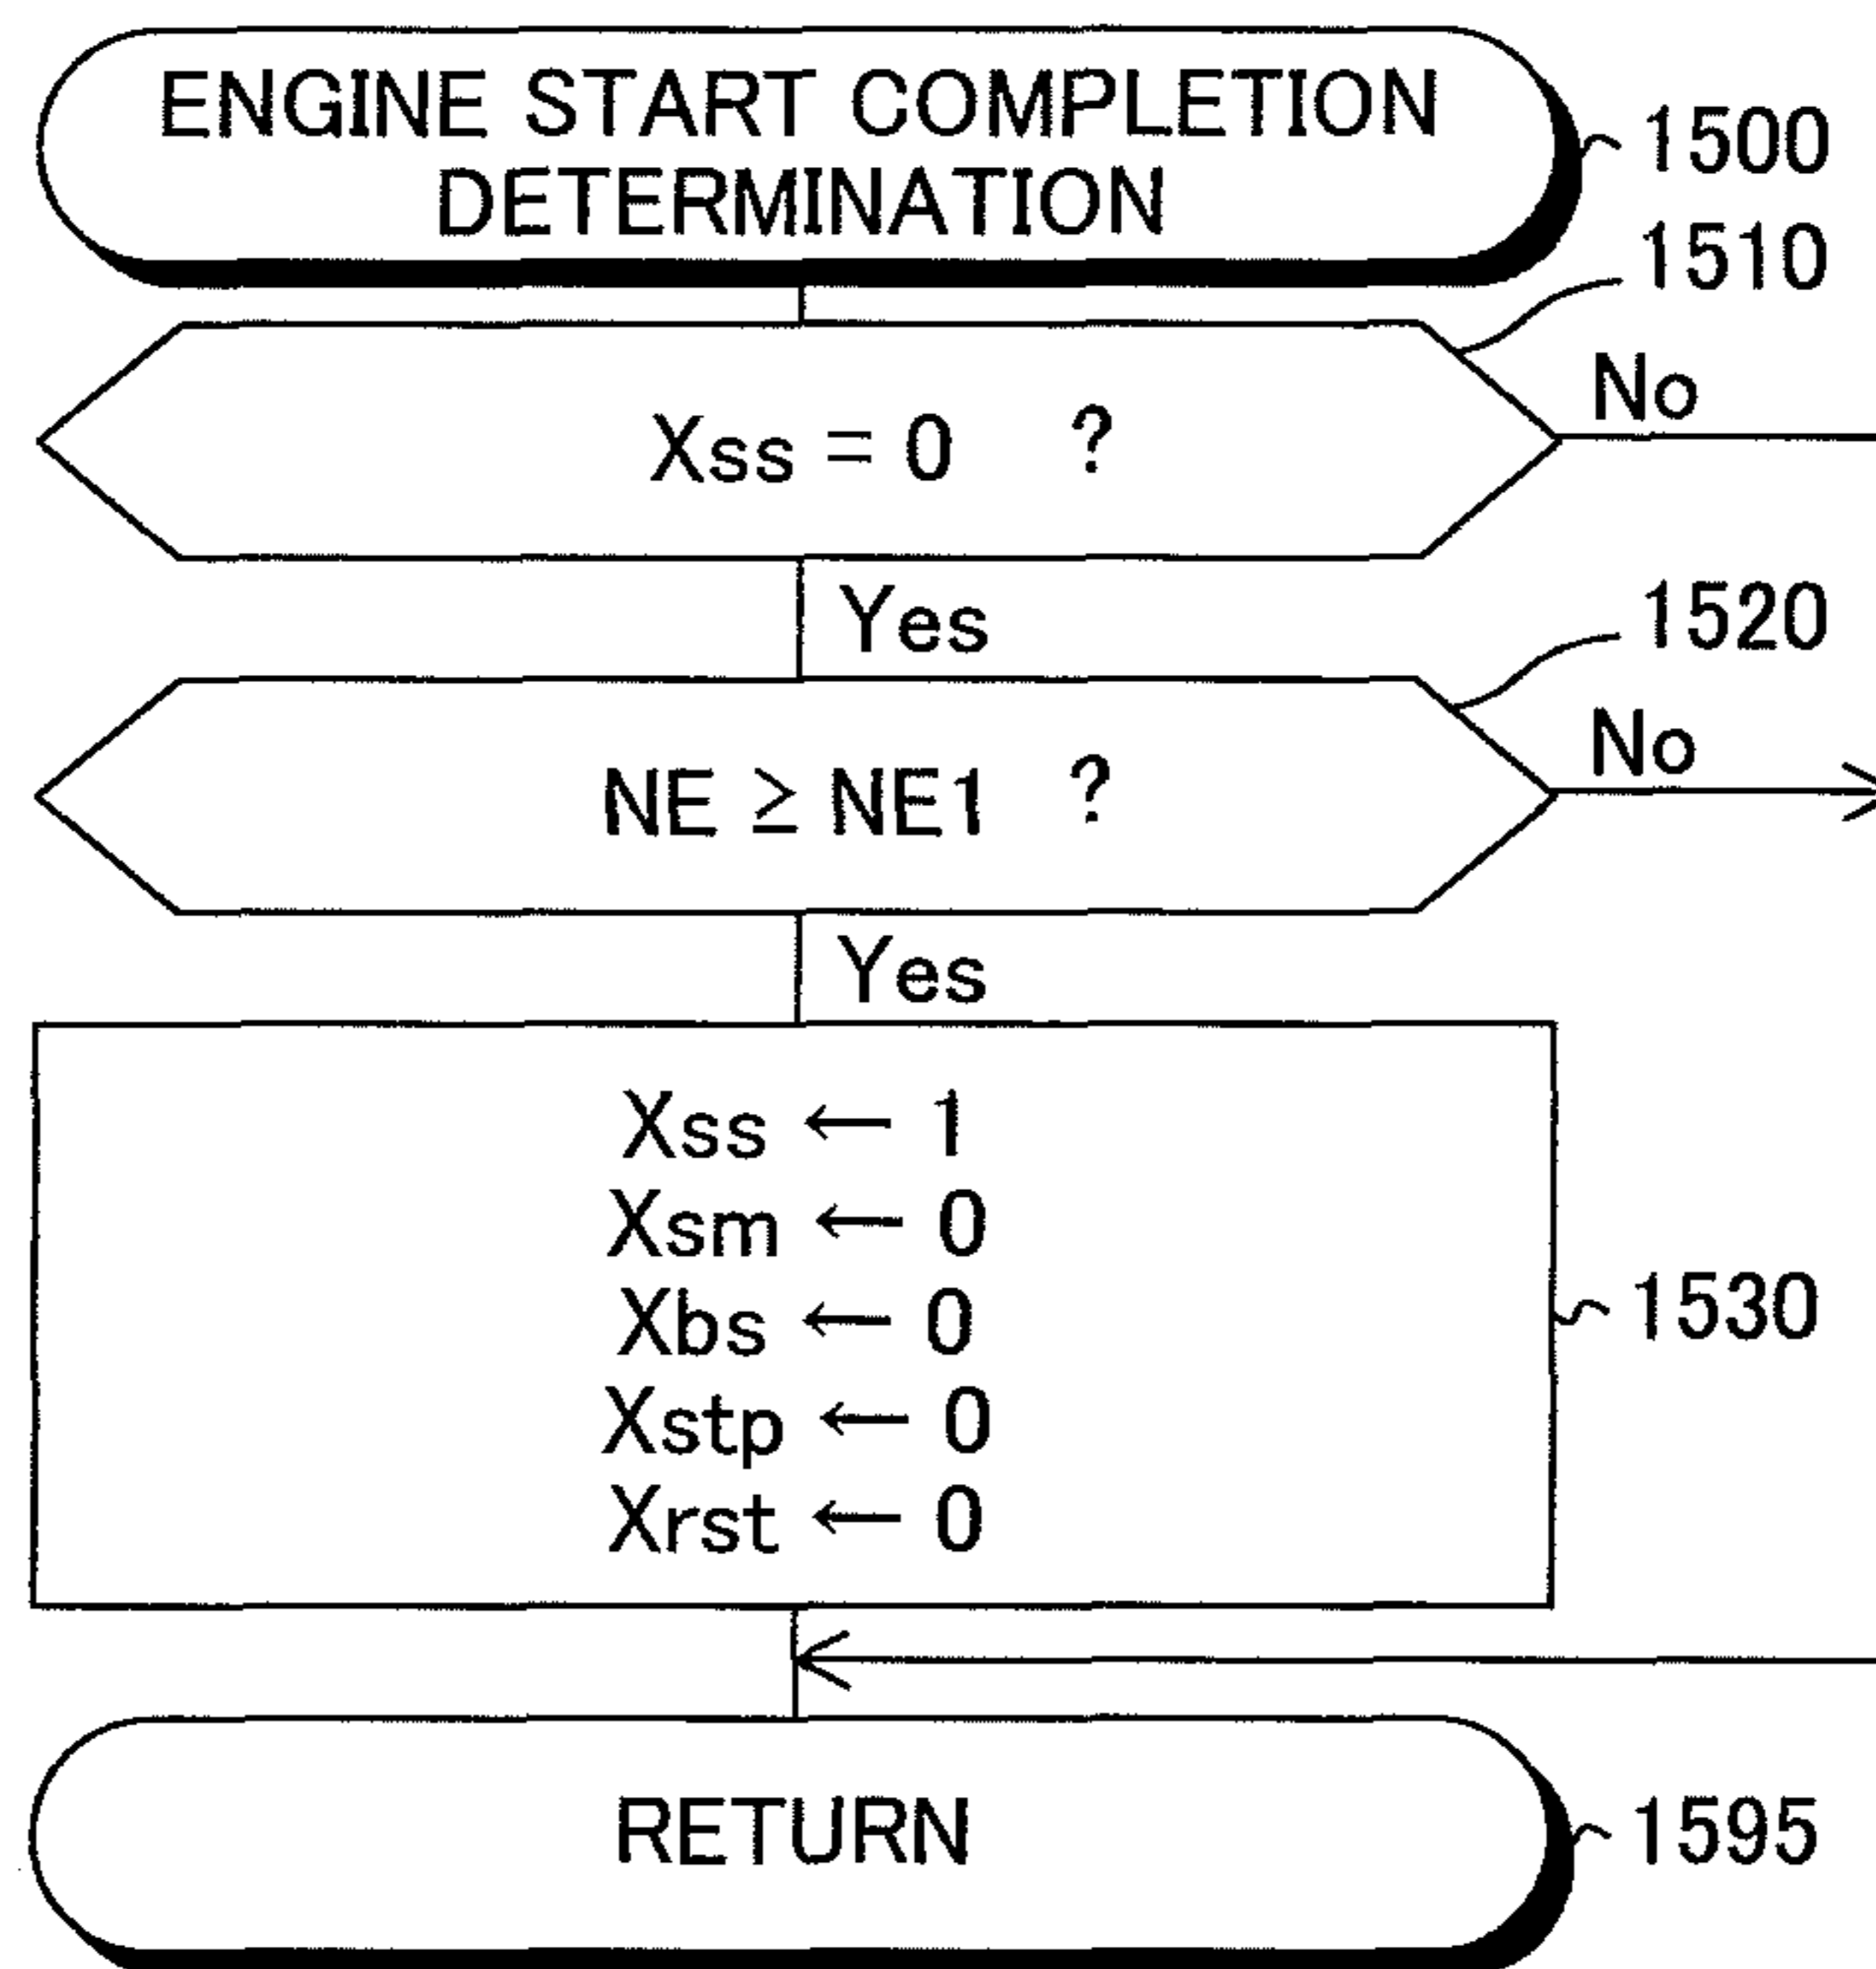 ENGINE START COMPLETION
DETERMINATION
1500
1510
Xss = 0 ?
No
Yes
1520
NE ≥ NE1 ?
No
Yes
Xss ← 1
Xsm ← 0
Xbs ← 0
Xstp ← 0
Xrst ← 0
1530
RETURN
1595